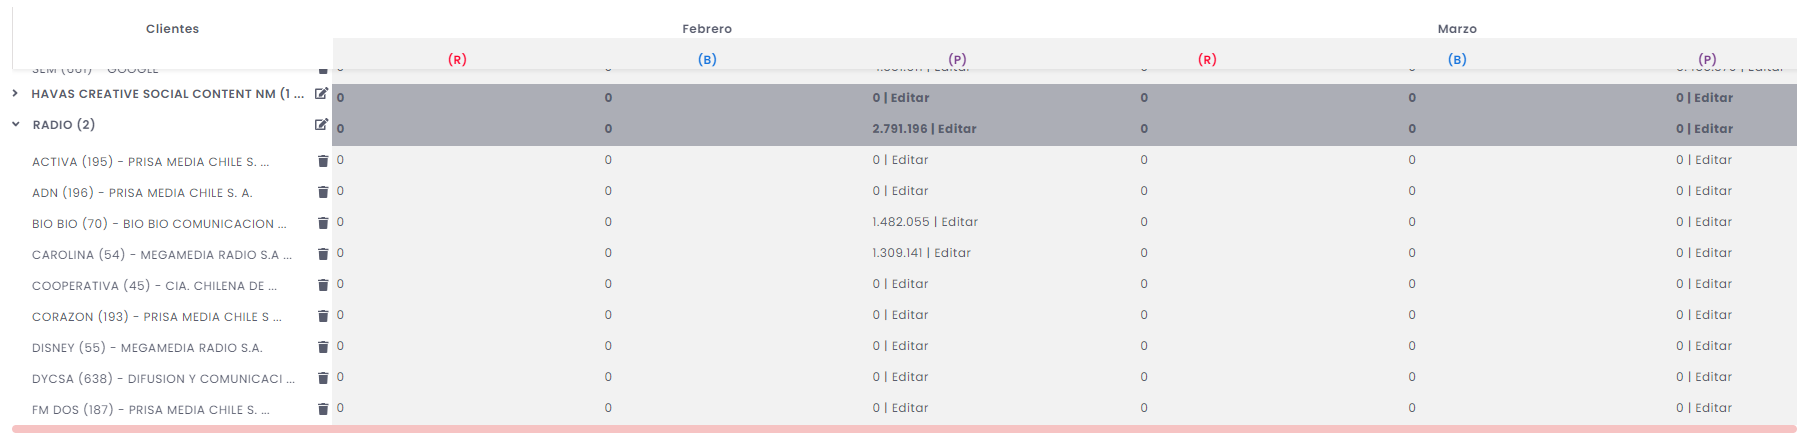 Clientes Febrero Marzo
(R) (B) (P) (R) (B) (P)
SEM (661) - GOOGLE 0 0 | Editar 0 0 | Editar
HAVAS CREATIVE SOCIAL CONTENT NM (1 ... 0 0 0 | Editar 0 0 0 | Editar
RADIO (2) 0 0 2.791.196 | Editar 0 0 0 | Editar
ACTIVA (195) - PRISA MEDIA CHILE S. ... 0 0 0 | Editar 0 0 0 | Editar
ADN (196) - PRISA MEDIA CHILE S. A. 0 0 0 | Editar 0 0 0 | Editar
BIO BIO (70) - BIO BIO COMUNICACION ... 0 0 1.482.055 | Editar 0 0 0 | Editar
CAROLINA (54) - MEGAMEDIA RADIO S.A ... 0 0 1.309.141 | Editar 0 0 0 | Editar
COOPERATIVA (45) - CIA. CHILENA DE ... 0 0 0 | Editar 0 0 0 | Editar
CORAZON (193) - PRISA MEDIA CHILE S ... 0 0 0 | Editar 0 0 0 | Editar
DISNEY (55) - MEGAMEDIA RADIO S.A. 0 0 0 | Editar 0 0 0 | Editar
DYCSA (638) - DIFUSION Y COMUNICACI ... 0 0 0 | Editar 0 0 0 | Editar
FM DOS (187) - PRISA MEDIA CHILE S. ... 0 0 0 | Editar 0 0 0 | Editar